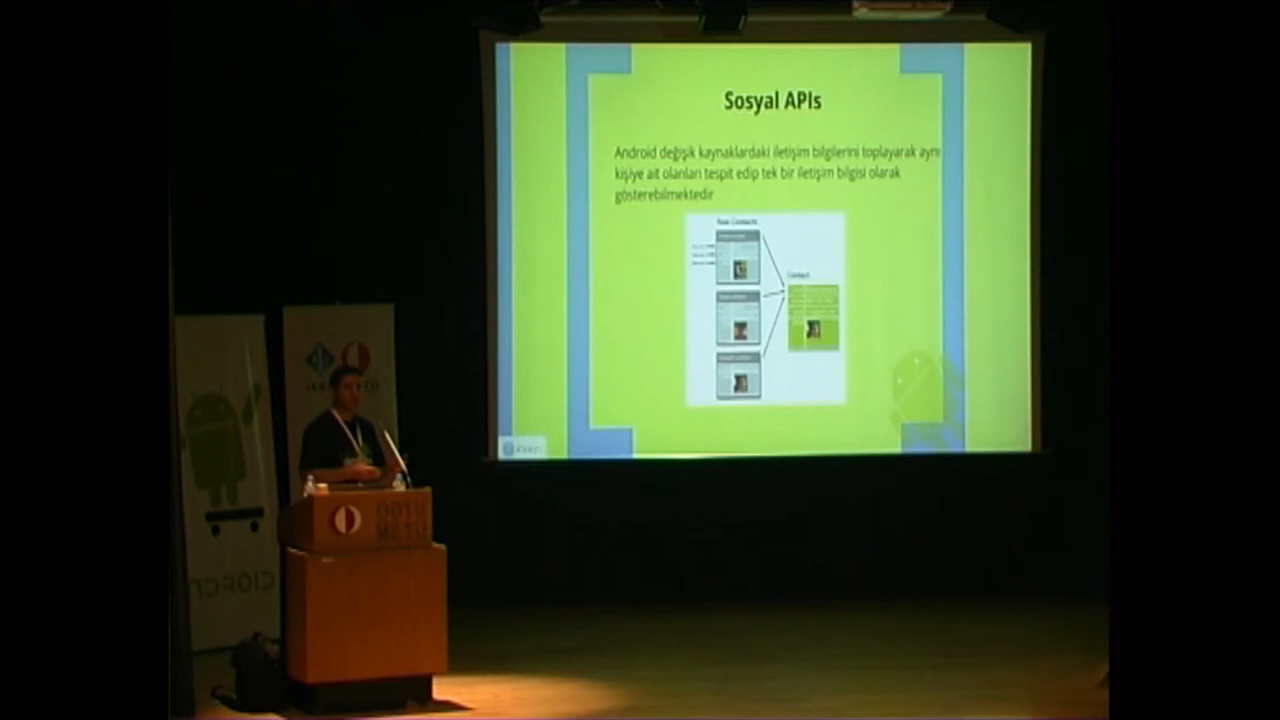 Sosyal APIs
Android değişik kaynaklardaki iletişim bilgilerini toplayarak aynı
kişiye ait olanları tespit edip tek bir iletişim bilgisi olarak
gösterebilmektedir
Raw Contacts
Contact
ODTÜ
METU
ANDROID